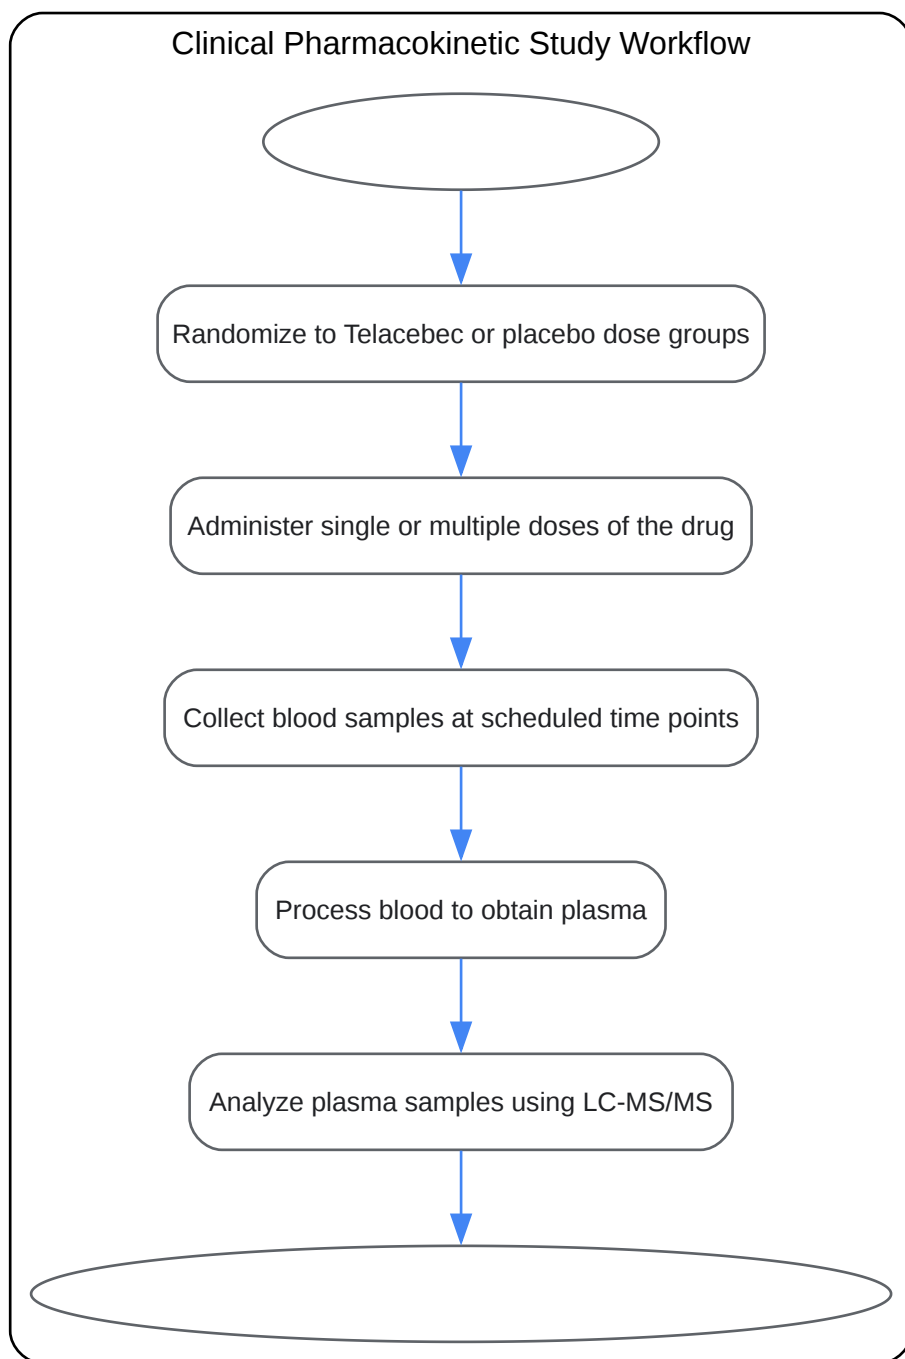 Clinical Pharmacokinetic Study Workflow
Randomize to Telacebec or placebo dose groups
Administer single or multiple doses of the drug
Collect blood samples at scheduled time points
Process blood to obtain plasma
Analyze plasma samples using LC-MS/MS